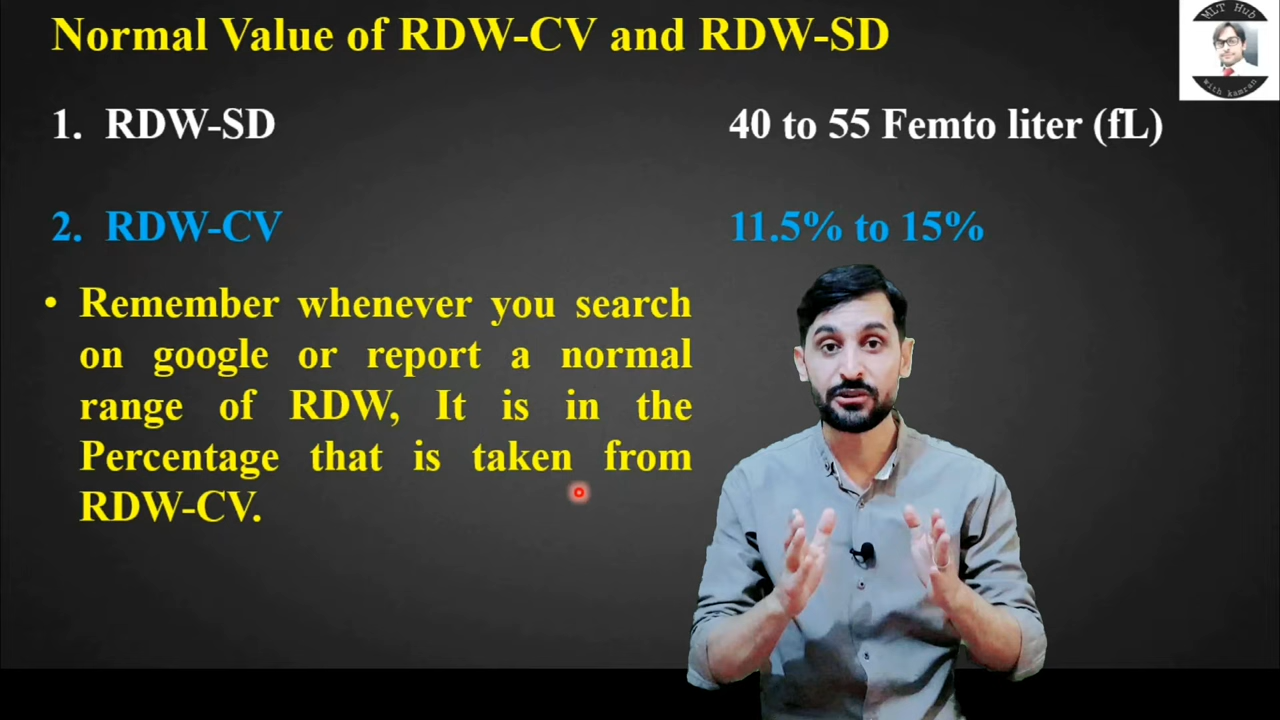 Normal Value of RDW-CV and RDW-SD
MLT Hub
with kamran
1. RDW-SD 40 to 55 Femto liter (fL)
2. RDW-CV 11.5% to 15%
• Remember whenever you search
on google or report a normal
range of RDW, It is in the
Percentage that is taken from
RDW-CV.